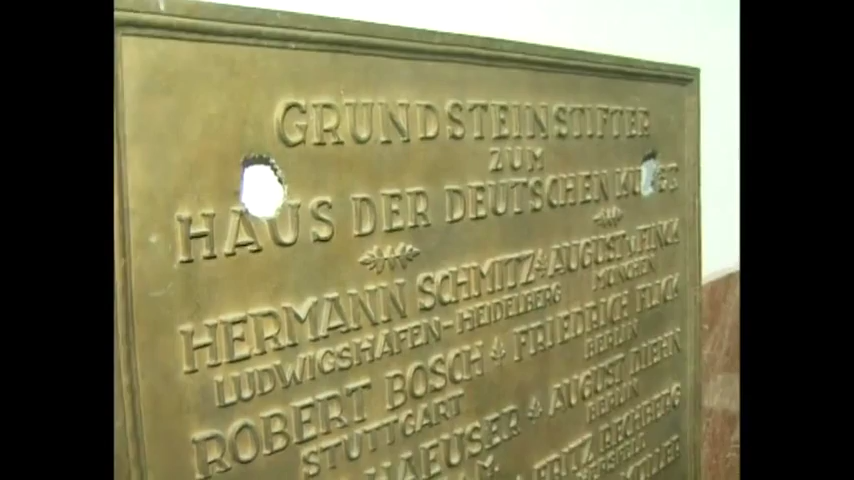 GRUNDSTEINSTIFTER
ZUM
HAUS DER DEUTSCHEN KUNST
HERMANN SCHMITZ AUGUST v. FINCK
LUDWIGSHAFEN-HEIDELBERG MÜNCHEN
ROBERT BOSCH FRIEDRICH FLICK
STUTTGART BERLIN
HAEUSER AUGUST DIEHN
BERLIN
FRITZ RECHBERG